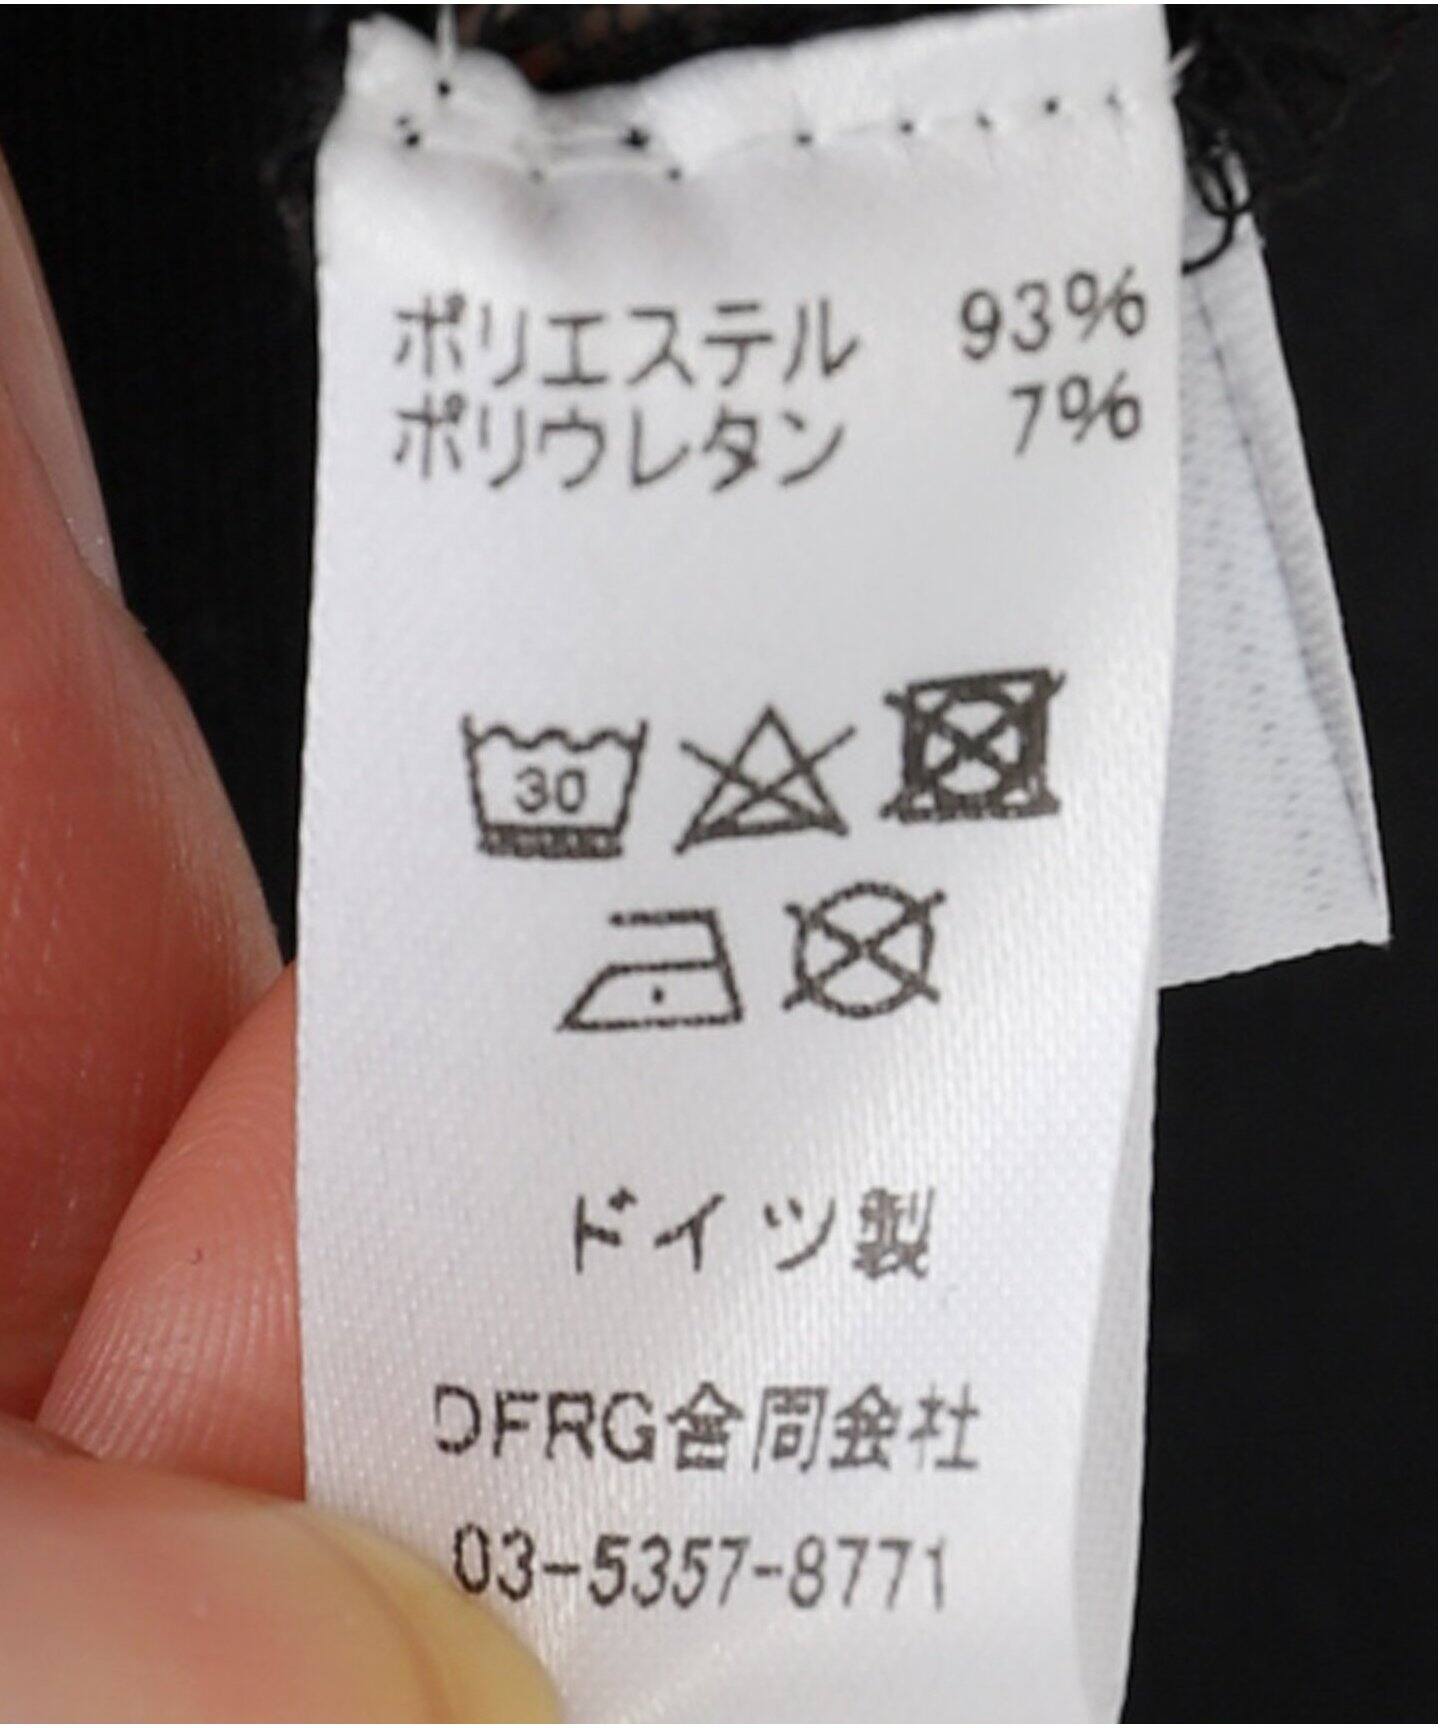 ポリエステル 93%
ポリウレタン 7%
30
ドイツ製
DFRG合同会社
03-5357-8771